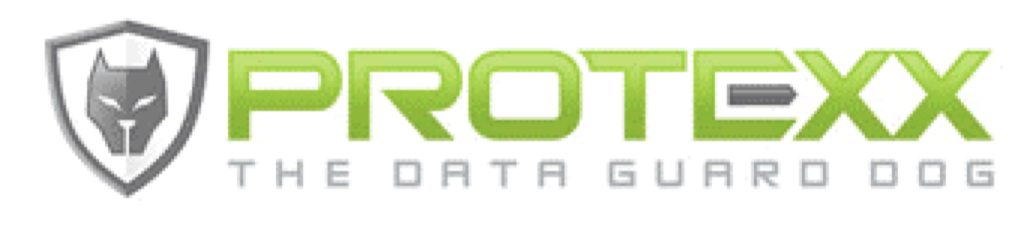 PROTEXX
THE DATA GUARD DOG